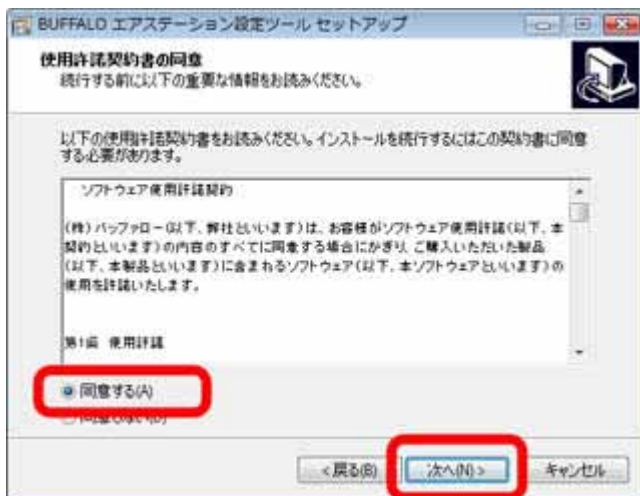 BUFFALO エアステーション設定ツール セットアップ
使用許諾契約書の同意
続行する前に以下の重要な情報をお読みください。
以下の使用許諾契約書をお読みください。インストールを続行するにはこの契約書に同意
する必要があります。
ソフトウェア使用許諾契約
(株)バッファロー(以下、弊社といいます)は、お客様がソフトウェア使用許諾(以下、本
契約といいます)の内容のすべてに同意する場合にかぎり、ご購入いただいた製品
(以下、本製品といいます)に含まれるソフトウェア(以下、本ソフトウェアといいます)の
使用を許諾いたします。
第1条 使用許諾
同意する(A)
同意しない(D)
<戻る(B)
次へ(N)>
キャンセル